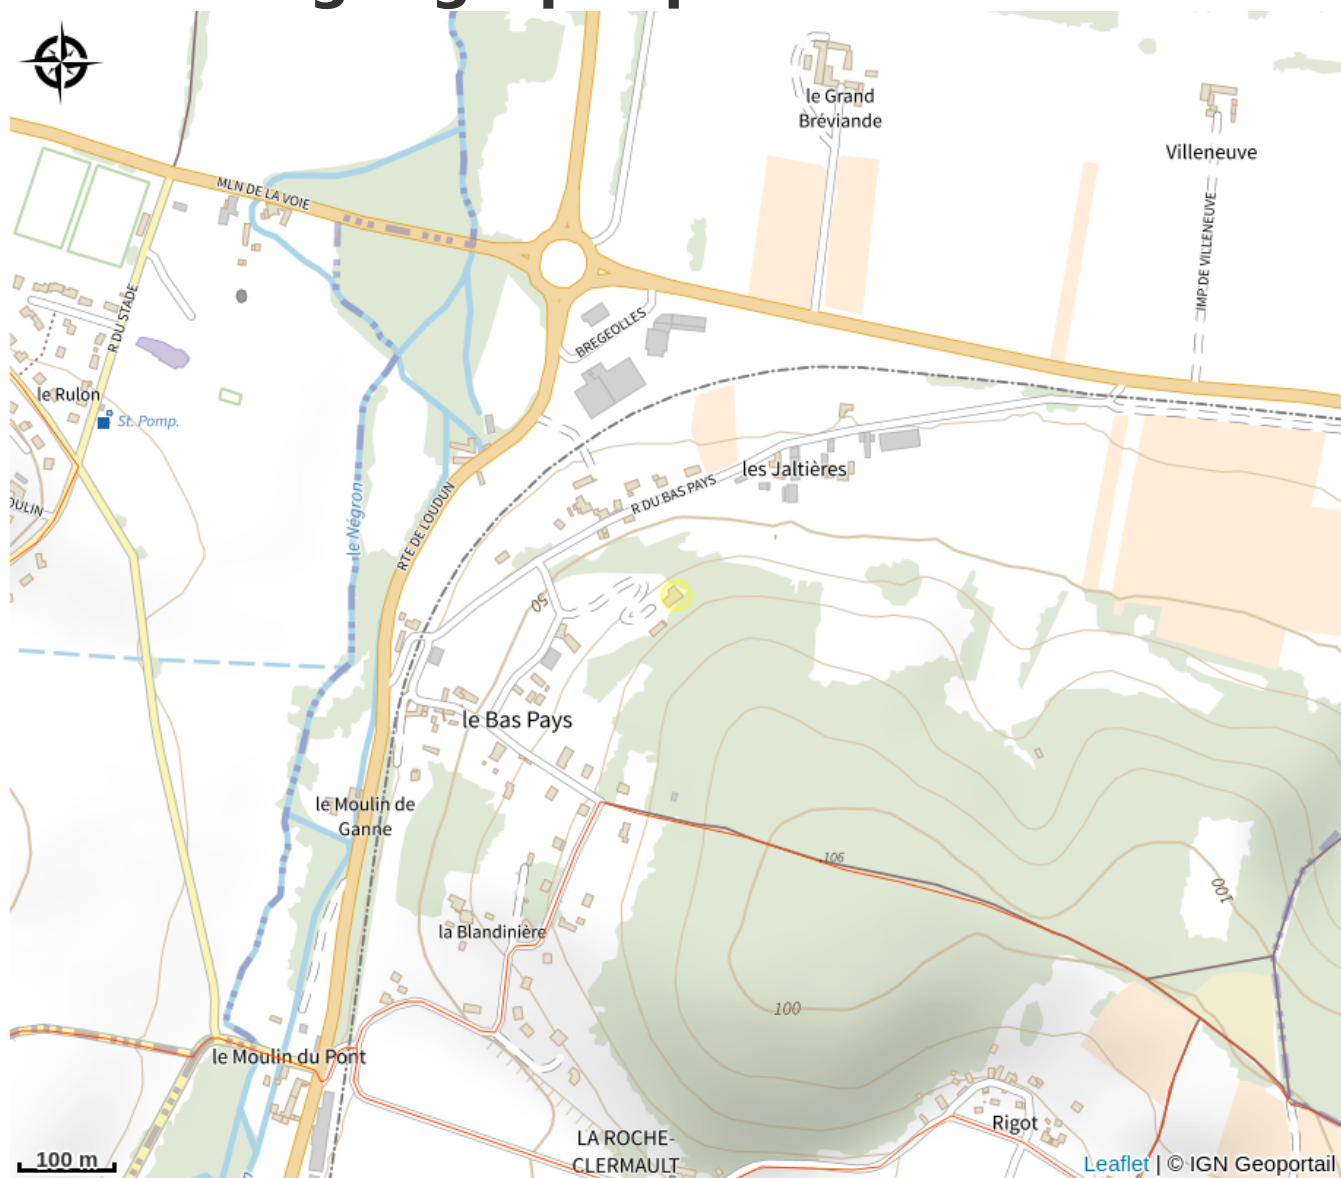 le Grand
Bréviande
Villeneuve
MLN DE LA VOIE
IMP DE VILLENEUVE
R DU STADE
BREGEOLLES
le Rulon
St. Pomp.
les Jaltières
R DU BAS PAYS
OULIN
le Négron
RTE DE LOUDUN
50
le Bas Pays
le Moulin de
Ganne
.106
100
la Blandinière
100
le Moulin du Pont
Rigot
LA ROCHE-
CLERMAULT
100 m
Leaflet | © IGN Geoportail